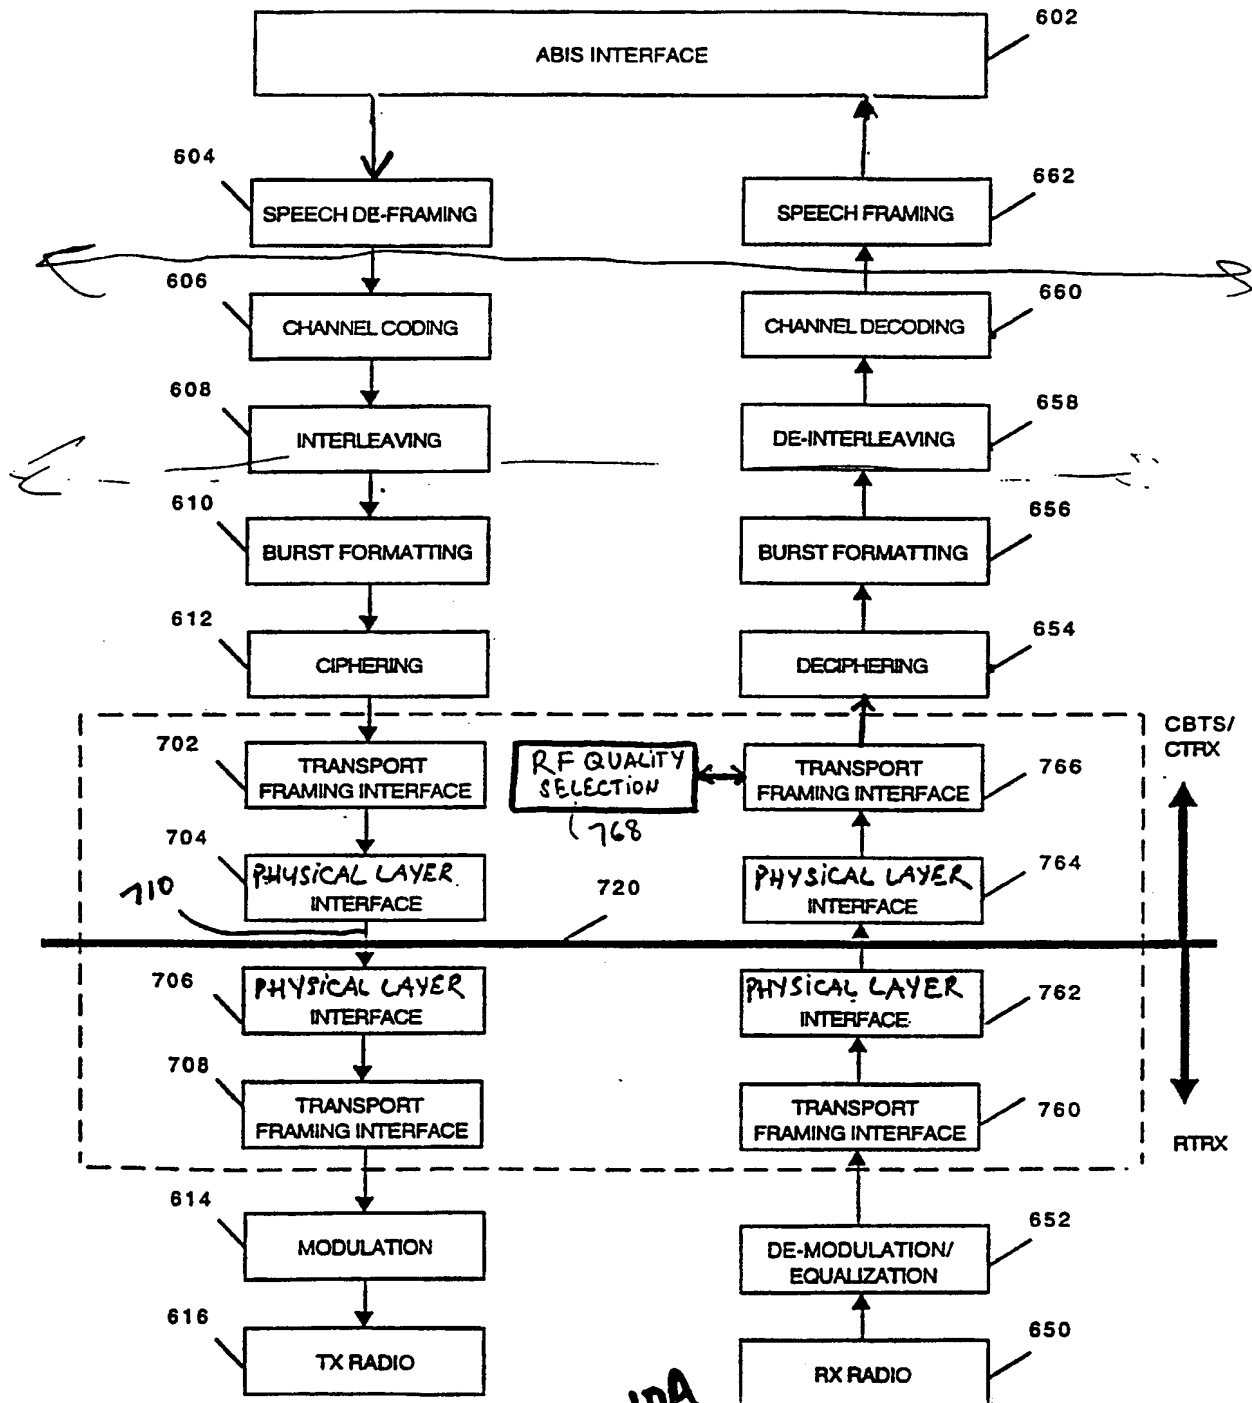 602
ABIS INTERFACE
604
662
SPEECH DE-FRAMING
SPEECH FRAMING
606
660
CHANNEL CODING
CHANNEL DECODING
608
658
INTERLEAVING
DE-INTERLEAVING
610
656
BURST FORMATTING
BURST FORMATTING
612
654
CIPHERING
DECIPHERING
CBTS/
CTRX
702
RF QUALITY
SELECTION
768
TRANSPORT
FRAMING INTERFACE
TRANSPORT
FRAMING INTERFACE
766
704
PHYSICAL LAYER
INTERFACE
710
720
PHYSICAL LAYER
INTERFACE
764
706
PHYSICAL LAYER
INTERFACE
PHYSICAL LAYER
INTERFACE
762
708
TRANSPORT
FRAMING INTERFACE
TRANSPORT
FRAMING INTERFACE
760
RTRX
614
652
MODULATION
DE-MODULATION/
EQUALIZATION
616
650
TX RADIO
RX RADIO